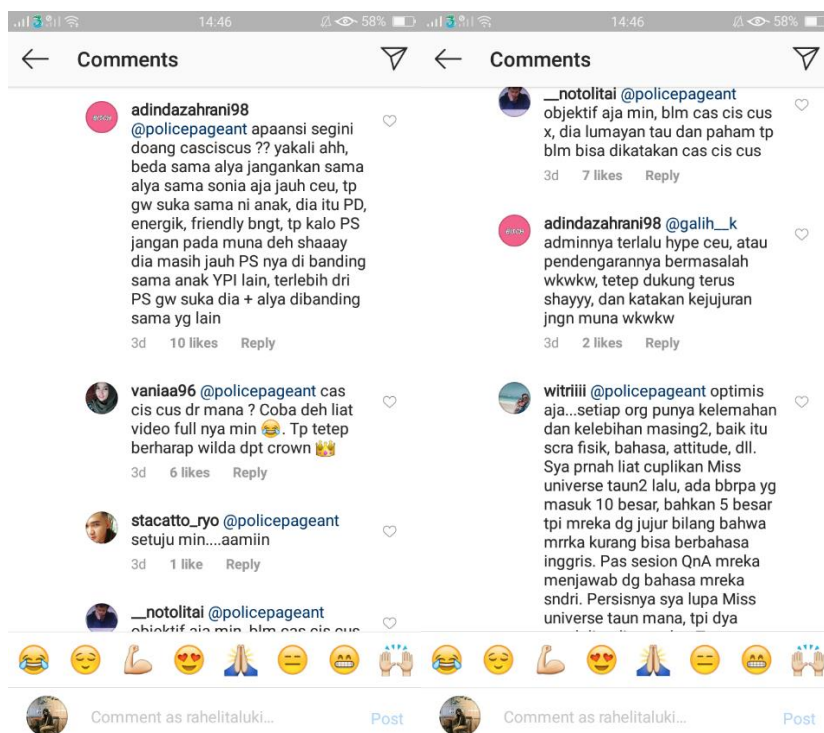 14:46
58%
Comments
adindazahrani98
@policepageant apaansi segini
doang casciscus ?? yakali ahh,
beda sama alya jangankan sama
alya sama sonia aja jauh ceu, tp
gw suka sama ni anak, dia itu PD,
energik, friendly bngt, tp kalo PS
jangan pada muna deh shaaay
dia masih jauh PS nya di banding
sama anak YPI lain, terlebih dri
PS gw suka dia + alya dibanding
sama yg lain
3d 10 likes Reply
vaniaa96 @policepageant cas
cis cus dr mana ? Coba deh liat
video full nya min 😂. Tp tetep
berharap wilda dpt crown 👑
3d 6 likes Reply
stacatto_ryo @policepageant
setuju min....aamiin
3d 1 like Reply
__notolitai @policepageant
objektif aja min, blm cas cis cus
😂 😌 💪 😍 🙏 😑 😁 🙌
Comment as rahelitaluki...
Post
14:46
58%
Comments
__notolitai @policepageant
objektif aja min, blm cas cis cus
x, dia lumayan tau dan paham tp
blm bisa dikatakan cas cis cus
3d 7 likes Reply
BITCH
adindazahrani98 @galih__k
adminnya terlalu hype ceu, atau
pendengarannya bermasalah
wkwkw, tetep dukung terus
shayyy, dan katakan kejujuran
jngn muna wkwkw
3d 2 likes Reply
witriiii @policepageant optimis
aja...setiap org punya kelemahan
dan kelebihan masing2, baik itu
scra fisik, bahasa, attitude, dll.
Sya prnah liat cuplikan Miss
universe taun2 lalu, ada bbrpa yg
masuk 10 besar, bahkan 5 besar
tpi mreka dg jujur bilang bahwa
mrrka kurang bisa berbahasa
inggris. Pas sesion QnA mreka
menjawab dg bahasa mreka
sndri. Persisnya sya lupa Miss
universe taun mana, tpi dya
😂 😌 💪 😍 🙏 😑 😁 🙌
Comment as rahelitaluki...
Post